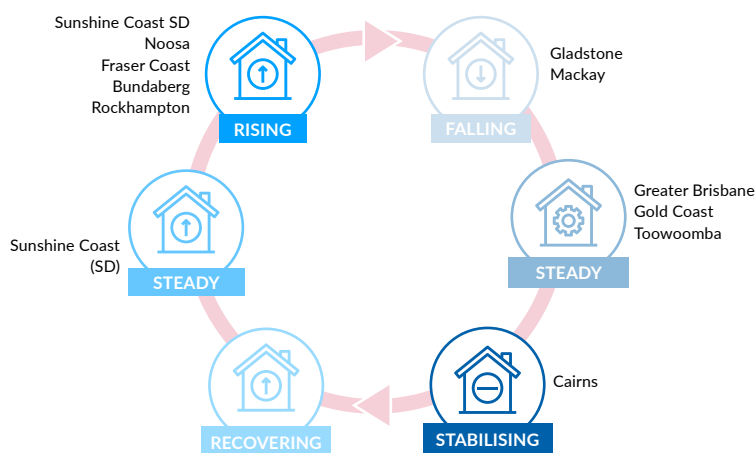 Sunshine Coast SD
Noosa
Fraser Coast
Bundaberg
Rockhampton
RISING
FALLING
Gladstone
Mackay
STEADY
Greater Brisbane
Gold Coast
Toowoomba
Sunshine Coast
(SD)
STEADY
RECOVERING
STABILISING
Cairns